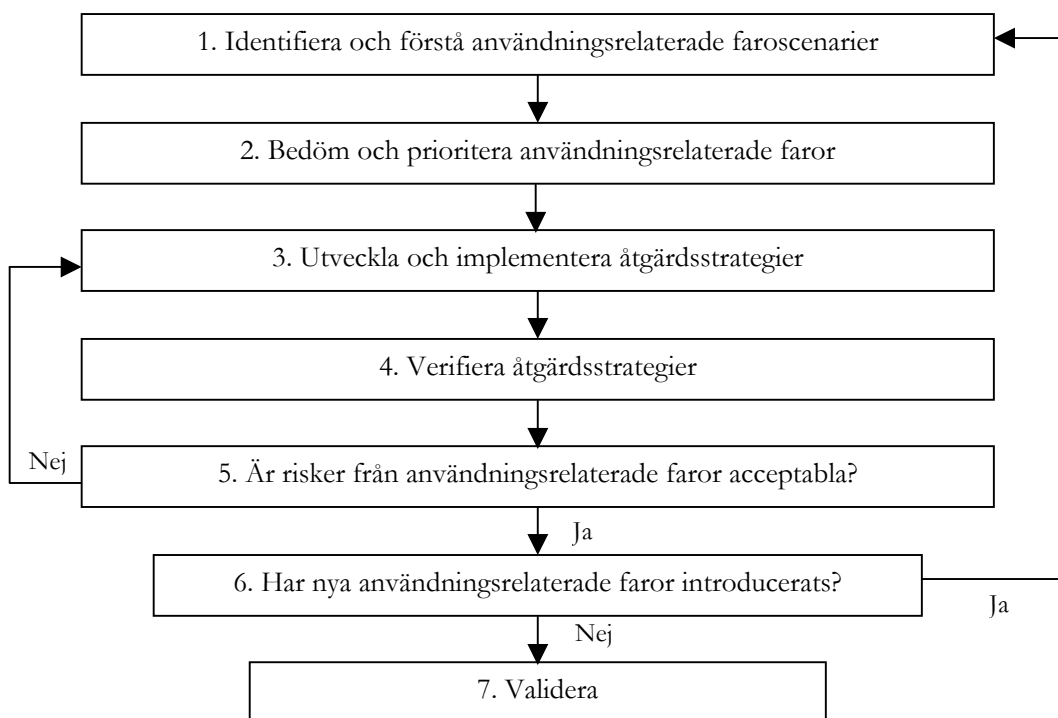 1. Identifiera och förstå användningsrelaterade faroscenarier
2. Bedöm och prioritera användningsrelaterade faror
3. Utveckla och implementera åtgärdsstrategier
4. Verifiera åtgärdsstrategier
Nej
5. Är risker från användningsrelaterade faror acceptabla?
Ja
6. Har nya användningsrelaterade faror introducerats?
Ja
Nej
7. Validera